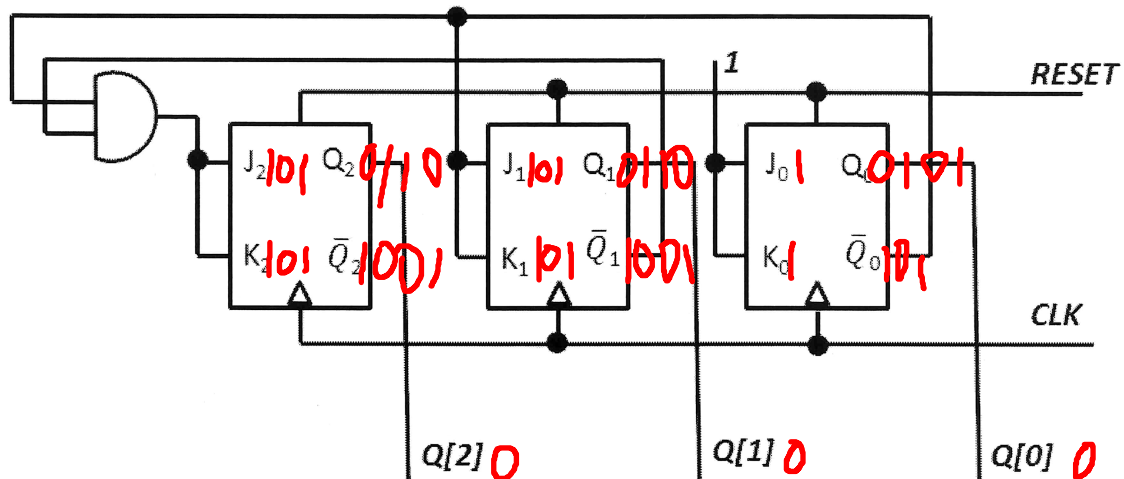 1
RESET
J2 101 Q2 0110
J1 101 Q1 0110
J0 1 Q0 0101
K2 101 Q̅2 1001
K1 101 Q̅1 1001
K0 1 Q̅0 101
CLK
Q[2] 0
Q[1] 0
Q[0] 0